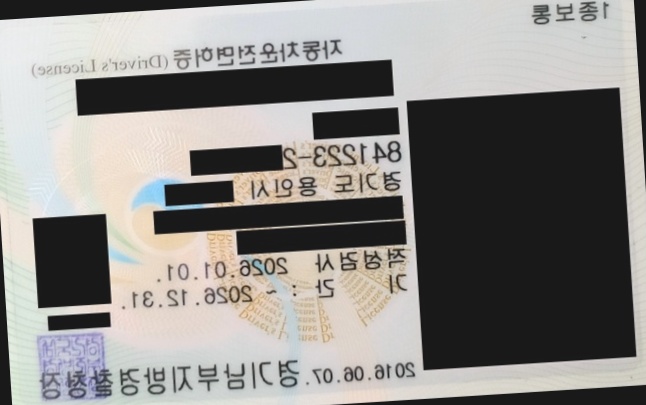 1종보통
자동차운전면허증 (Driver's License)
841223-2
경기도 용인시
적성검사 2026.01.01.
기 간 : ~ 2026.12.31.
2016.06.07. 경기남부지방경찰청장